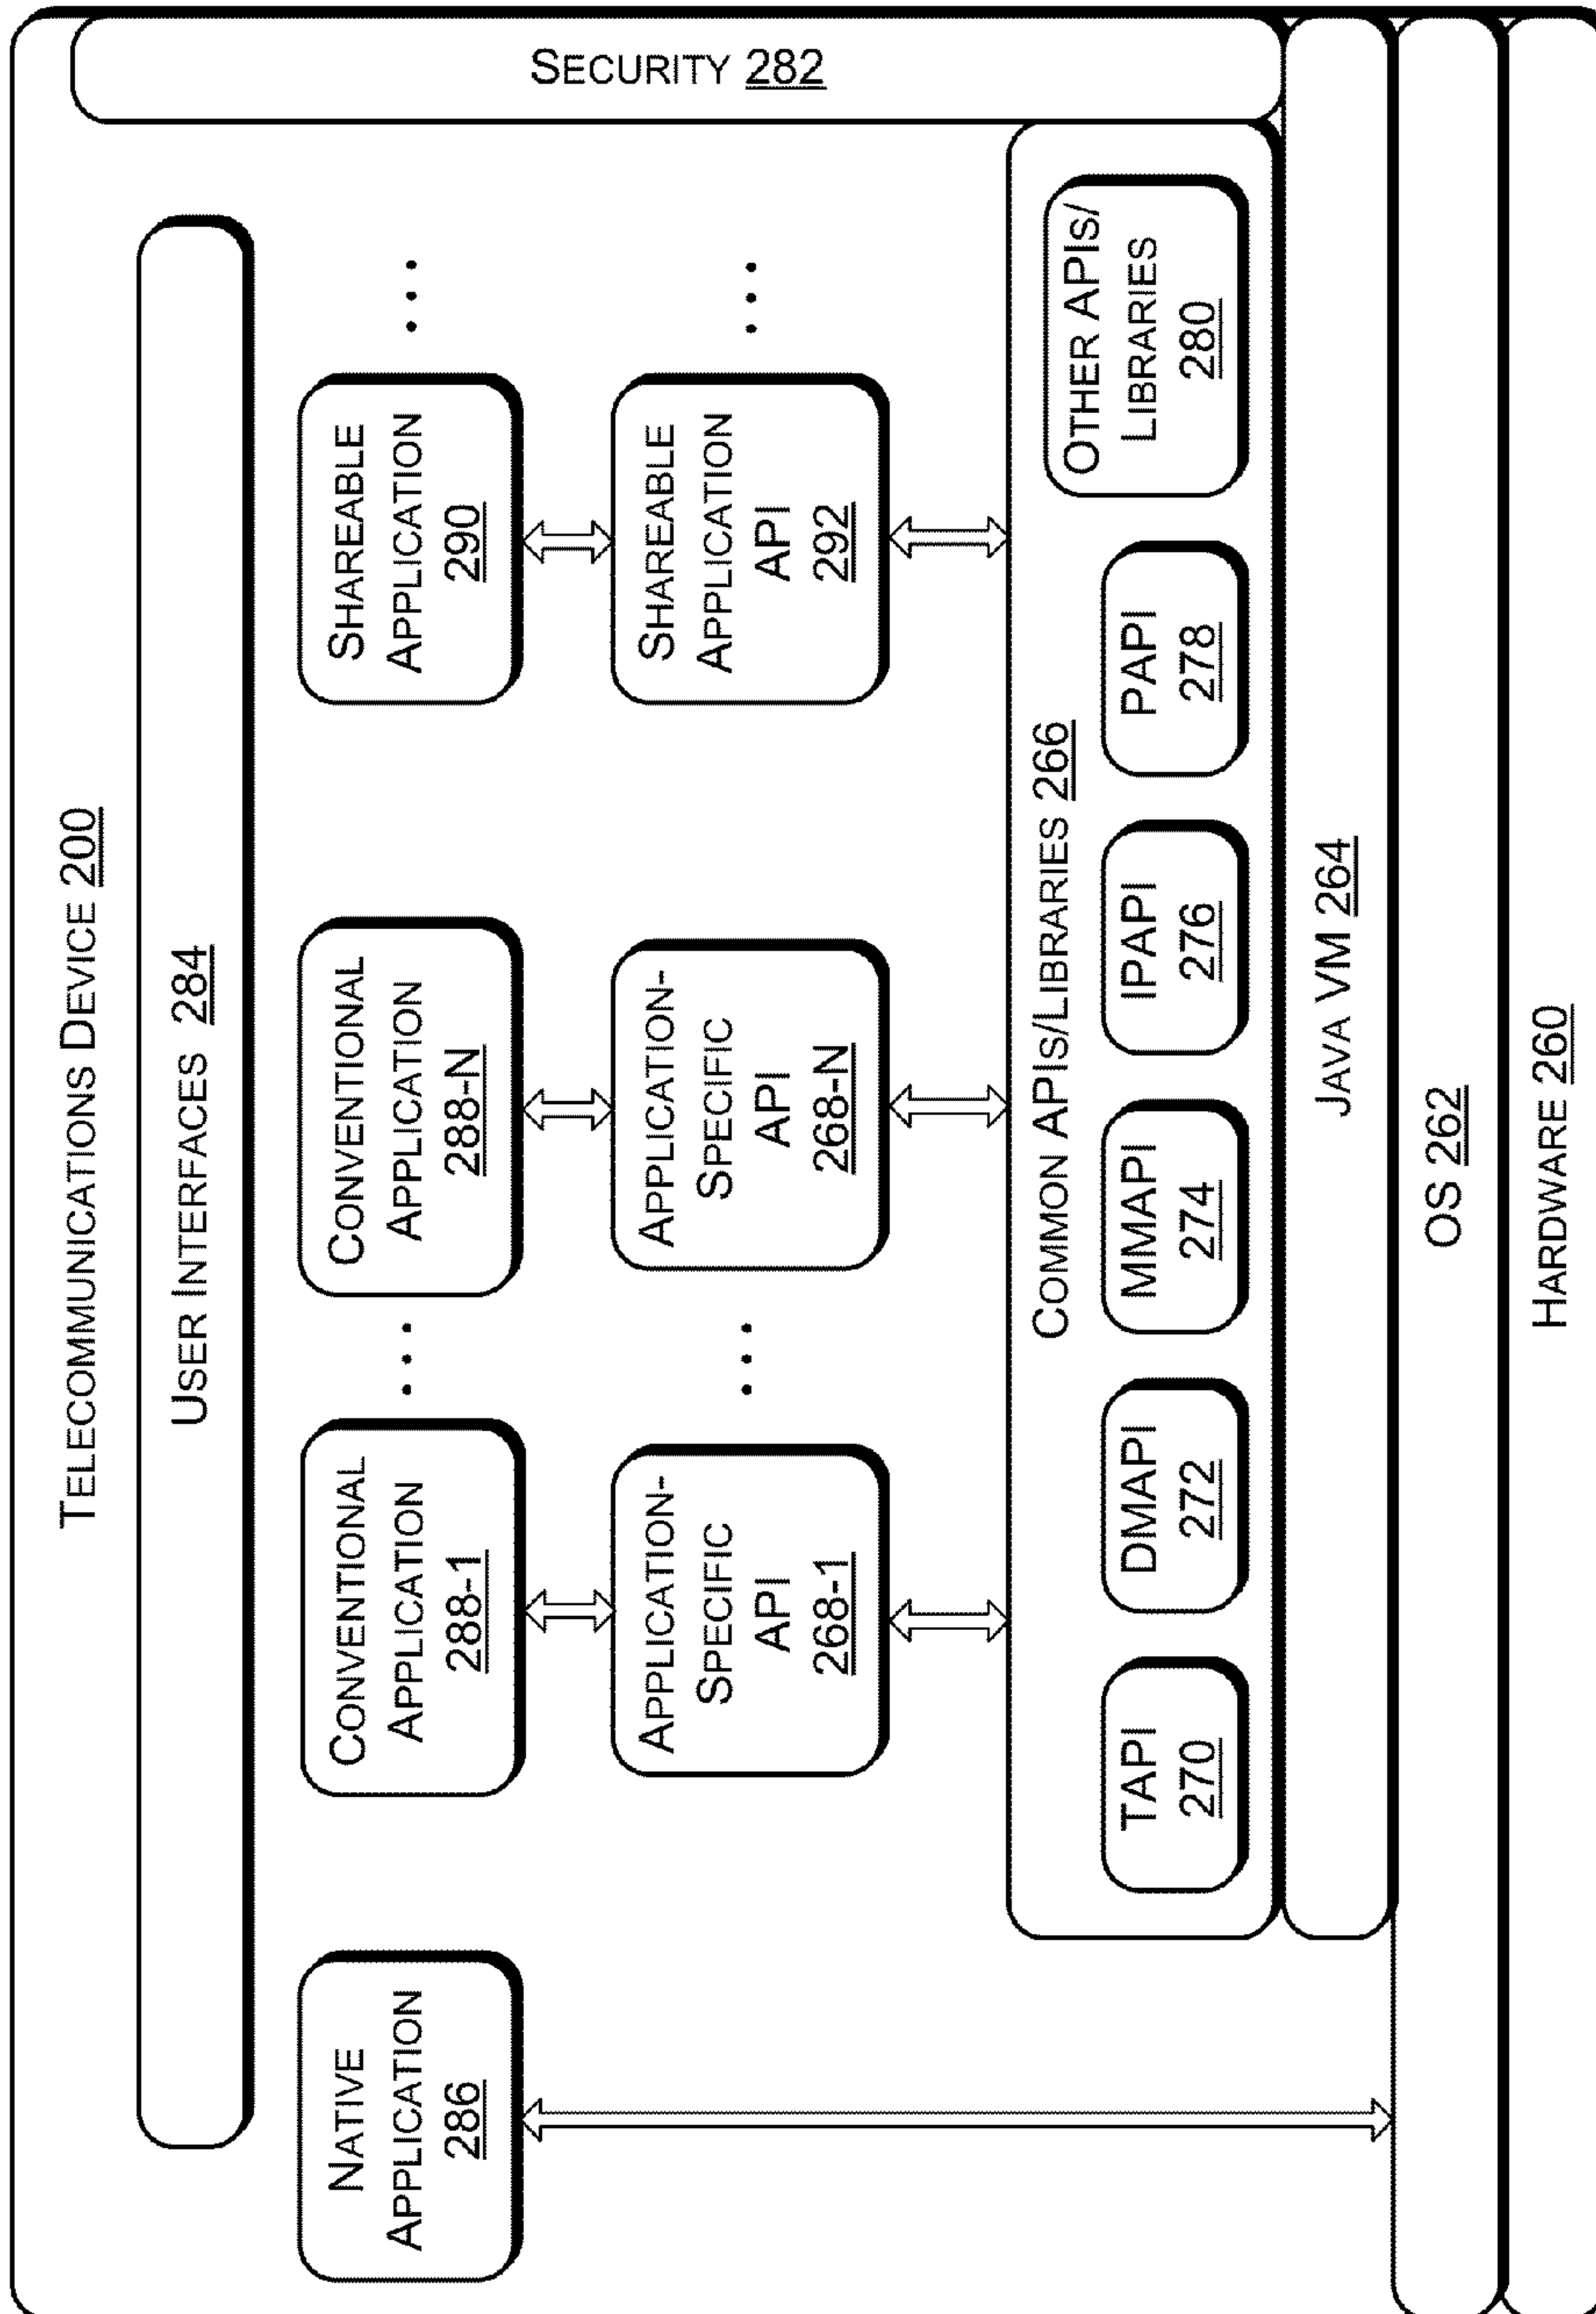 TELECOMMUNICATIONS DEVICE 200
USER INTERFACES 284
SECURITY 282
NATIVE
APPLICATION
286
CONVENTIONAL
APPLICATION
288-1
...
CONVENTIONAL
APPLICATION
288-N
SHAREABLE
APPLICATION
290
...
APPLICATION-
SPECIFIC
API
268-1
...
APPLICATION-
SPECIFIC
API
268-N
SHAREABLE
APPLICATION
API
292
...
COMMON APIS/LIBRARIES 266
TAPI
270
DMAPI
272
MMAPI
274
IPAPI
276
PAPI
278
OTHER APIS/
LIBRARIES
280
JAVA VM 264
OS 262
HARDWARE 260